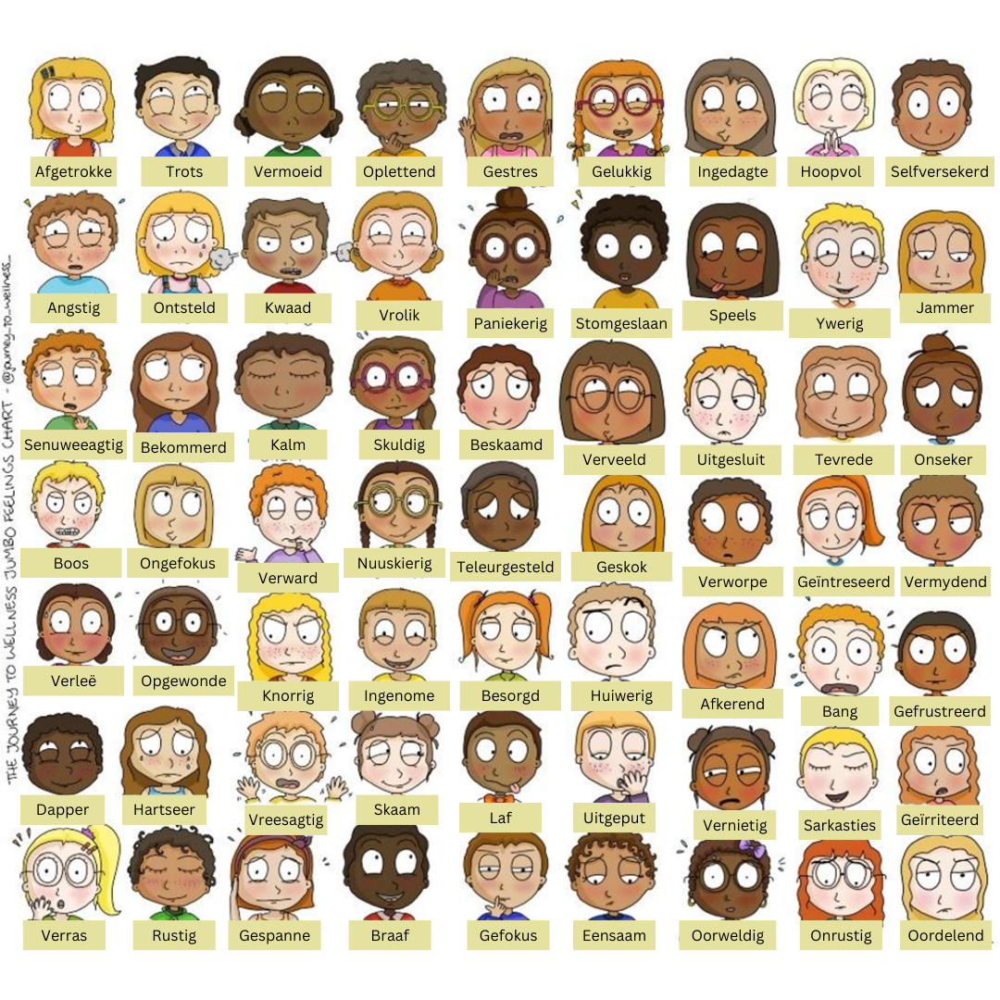 Afgetrokke
Trots
Vermoeid
Oplettend
Gestres
Gelukkig
Ingedagte
Hoopvol
Selfversekerd
Angstig
Ontsteld
Kwaad
Vrolik
Paniekerig
Stomgeslaan
Speels
Ywerig
Jammer
Senuweeagtig
Bekommerd
Kalm
Skuldig
Beskaamd
Verveeld
Uitgesluit
Tevrede
Onseker
Boos
Ongefokus
Verward
Nuuskierig
Teleurgesteld
Geskok
Verworpe
Geïntreseerd
Vermydend
Verleë
Opgewonde
Knorrig
Ingenome
Besorgd
Huiwerig
Afkerend
Bang
Gefrustreerd
Dapper
Hartseer
Vreesagtig
Skaam
Laf
Uitgeput
Vernietig
Sarkasties
Geïrriteerd
Verras
Rustig
Gespanne
Braaf
Gefokus
Eensaam
Oorweldig
Onrustig
Oordelend
THE JOURNEY TO WELLNESS JUMBO FEELINGS CHART - @journey_to_wellness_